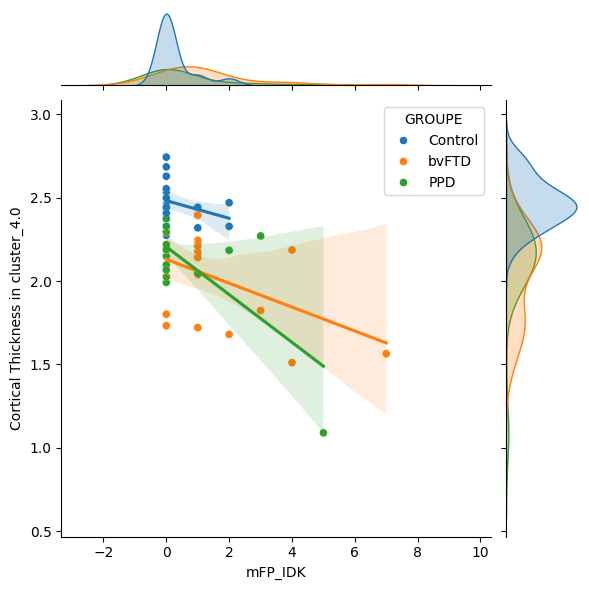 GROUPE
Control
bvFTD
PPD
3.0
2.5
2.0
1.5
1.0
0.5
Cortical Thickness in cluster_4.0
−2 0 2 4 6 8 10
mFP_IDK